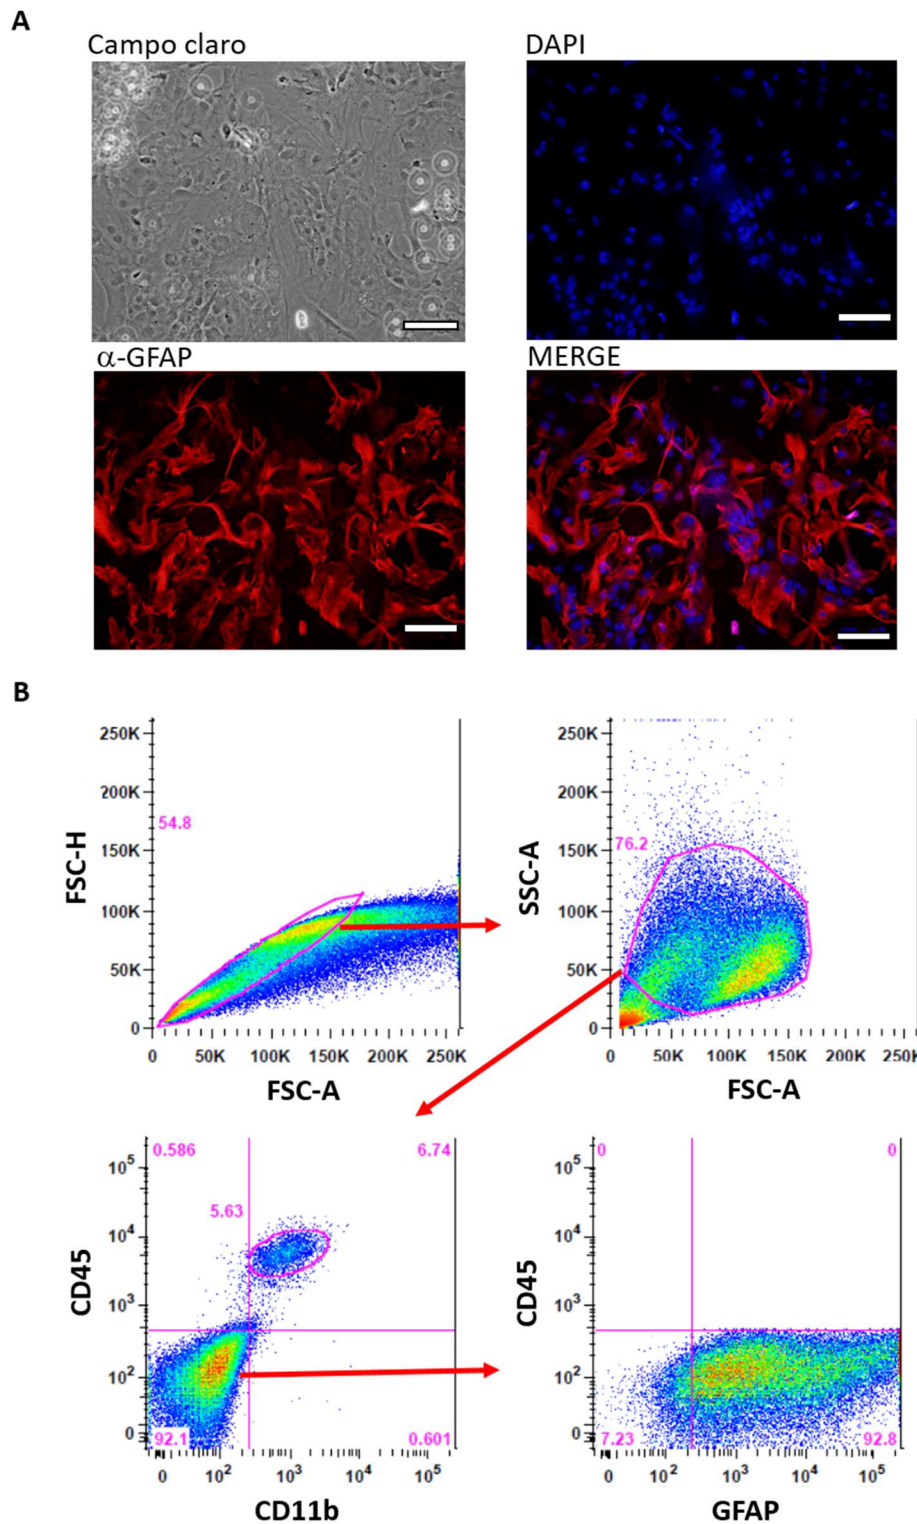 A
Campo claro
DAPI
α-GFAP
MERGE
B
250K
200K
150K
100K
50K
0
54.8
FSC-H
0 50K 100K 150K 200K 250K
FSC-A
250K
200K
150K
100K
50K
0
76.2
SSC-A
0 50K 100K 150K 200K 250K
FSC-A
0.586 6.74
5.63
10⁵
10⁴
10³
10²
0
CD45
92.1 0.601
0 10² 10³ 10⁴ 10⁵
CD11b
0 0
10⁵
10⁴
10³
10²
0
CD45
7.23 92.8
0 10² 10³ 10⁴ 10⁵
GFAP